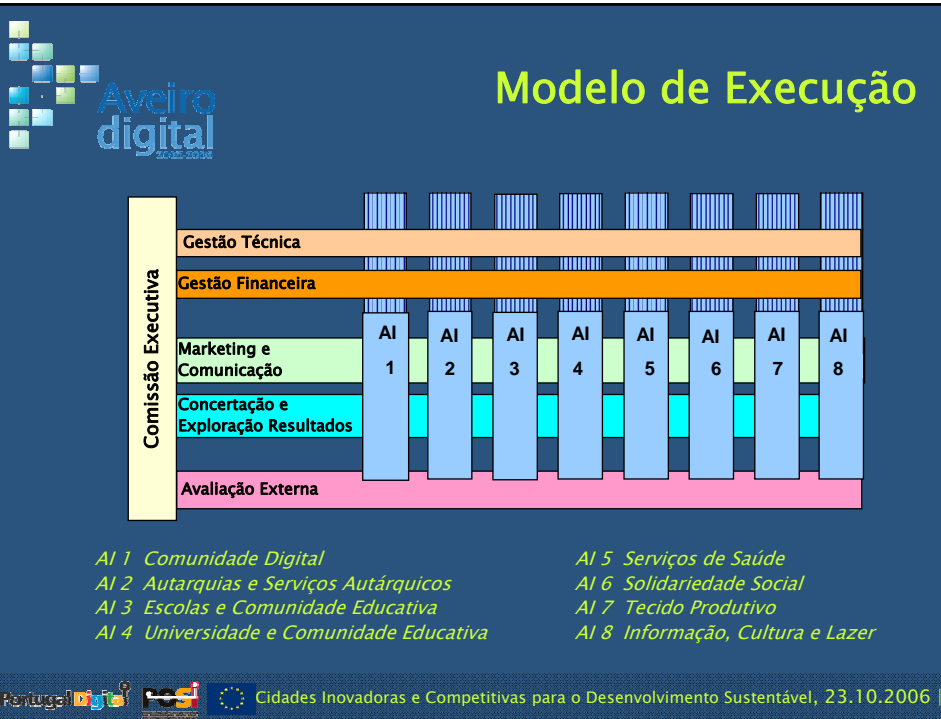 Aveiro
digital
2003-2006
Modelo de Execução
Comissão Executiva
Gestão Técnica
Gestão Financeira
Marketing e
Comunicação
Concertação e
Exploração Resultados
Avaliação Externa
AI 1
AI 2
AI 3
AI 4
AI 5
AI 6
AI 7
AI 8
AI 1 Comunidade Digital
AI 2 Autarquias e Serviços Autárquicos
AI 3 Escolas e Comunidade Educativa
AI 4 Universidade e Comunidade Educativa
AI 5 Serviços de Saúde
AI 6 Solidariedade Social
AI 7 Tecido Produtivo
AI 8 Informação, Cultura e Lazer
Portugal Digital
POSI
Cidades Inovadoras e Competitivas para o Desenvolvimento Sustentável, 23.10.2006